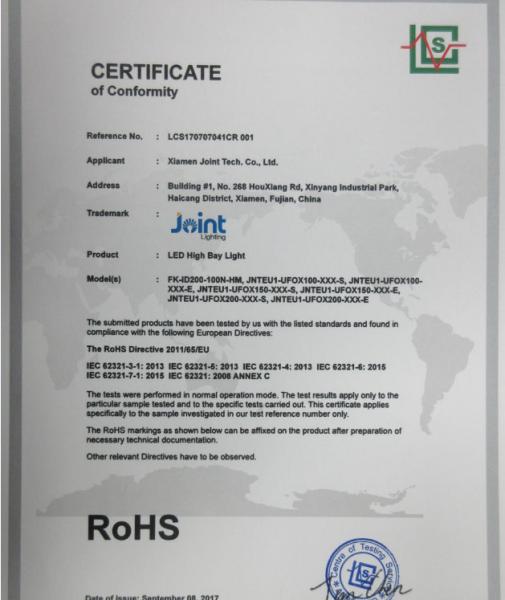 LCS
CERTIFICATE
of Conformity
Reference No. : LCS170707041CR 001
Applicant : Xiamen Joint Tech. Co., Ltd.
Address : Building #1, No. 268 HouXiang Rd, Xinyang Industrial Park,
Haicang District, Xiamen, Fujian, China
Trademark :
Joint
Lighting
Product : LED High Bay Light
Model(s) : FK-ID200-100N-HM, JNTEU1-UFOX100-XXX-S, JNTEU1-UFOX100-
XXX-E, JNTEU1-UFOX150-XXX-S, JNTEU1-UFOX150-XXX-E,
JNTEU1-UFOX200-XXX-S, JNTEU1-UFOX200-XXX-E
The submitted products have been tested by us with the listed standards and found in
compliance with the following European Directives:
The RoHS Directive 2011/65/EU
IEC 62321-3-1: 2013 IEC 62321-5: 2013 IEC 62321-4: 2013 IEC 62321-6: 2015
IEC 62321-7-1: 2015 IEC 62321: 2008 ANNEX C
The tests were performed in normal operation mode. The test results apply only to the
particular sample tested and to the specific tests carried out. This certificate applies
specifically to the sample investigated in our test reference number only.
The RoHS markings as shown below can be affixed on the product after preparation of
necessary technical documentation.
Other relevant Directives have to be observed.
RoHS
Centre of Testing
LCS
Date of issue: September 08, 2017